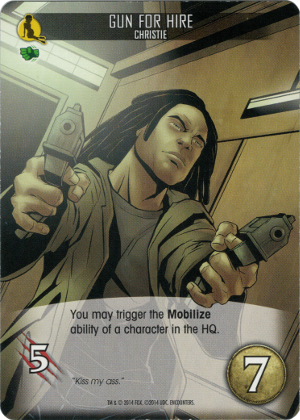 GUN FOR HIRE
CHRISTIE
You may trigger the Mobilize
ability of a character in the HQ.
5
7
"Kiss my ass."
TM & © 2014 FOX. ©2014 UDC. ENCOUNTERS.